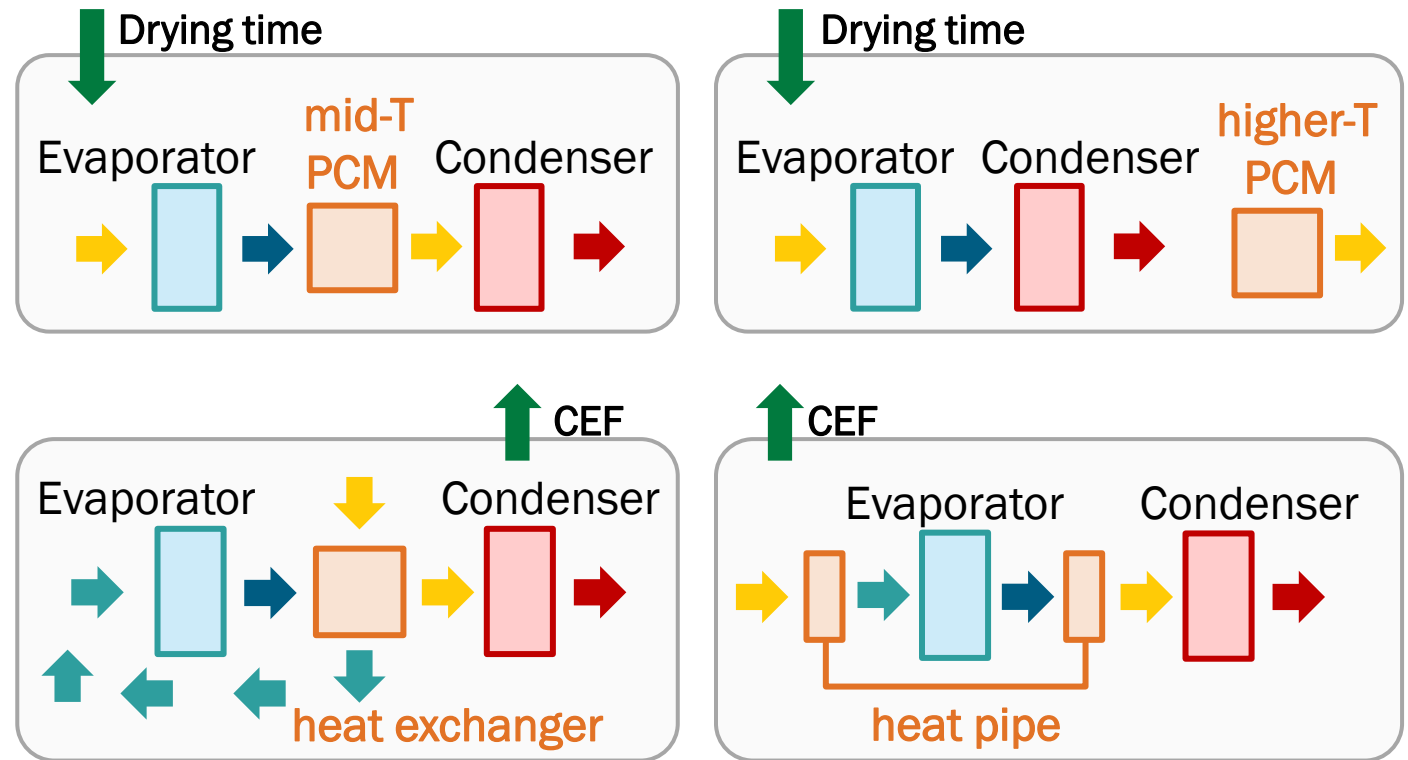 Drying time
mid-T
PCM
Evaporator
Condenser
Drying time
higher-T
PCM
Evaporator
Condenser
CEF
Evaporator
Condenser
heat exchanger
CEF
Evaporator
Condenser
heat pipe